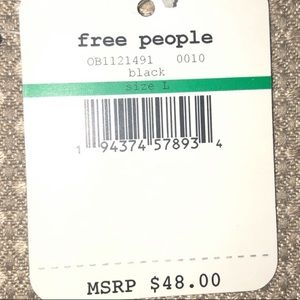 free people
OB1121491 0010
black
size L
1 94374 57893 4
MSRP $48.00